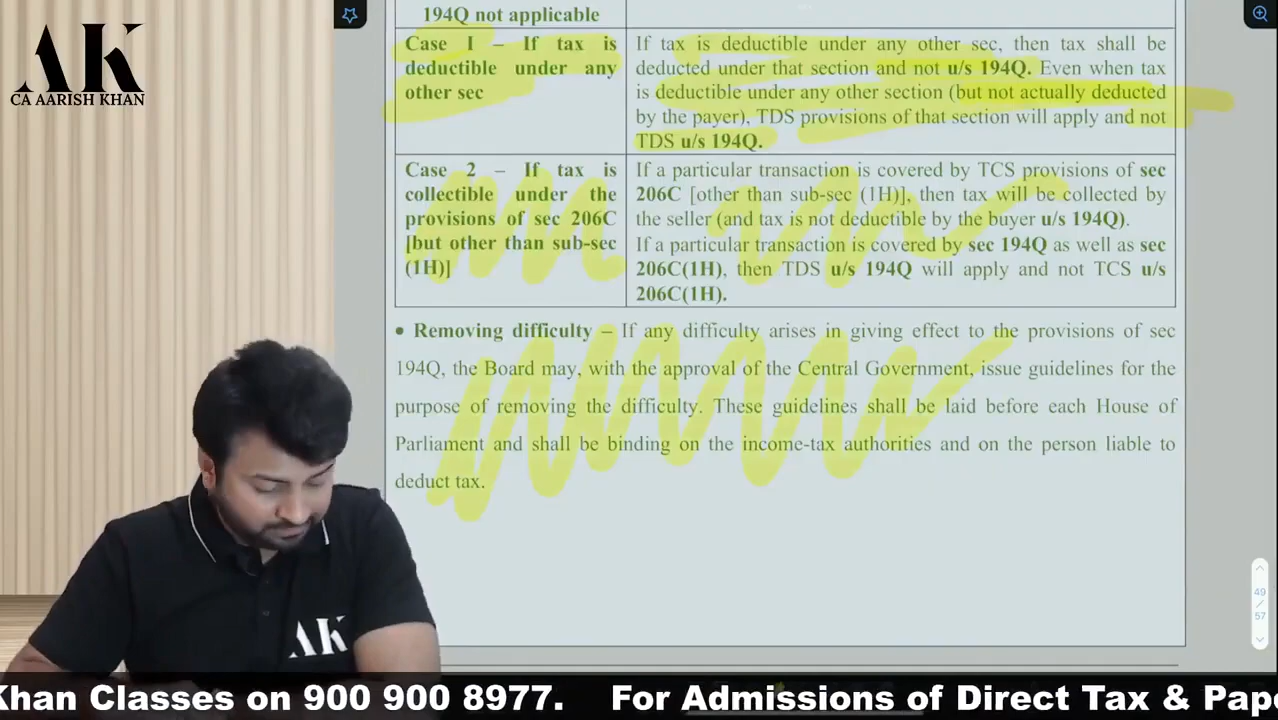 AK
CA AARISH KHAN
194Q not applicable
Case 1 – If tax is
deductible under any
other sec
If tax is deductible under any other sec, then tax shall be
deducted under that section and not u/s 194Q. Even when tax
is deductible under any other section (but not actually deducted
by the payer), TDS provisions of that section will apply and not
TDS u/s 194Q.
Case 2 – If tax is
collectible under the
provisions of sec 206C
[but other than sub-sec
(1H)]
If a particular transaction is covered by TCS provisions of sec
206C [other than sub-sec (1H)], then tax will be collected by
the seller (and tax is not deductible by the buyer u/s 194Q).
If a particular transaction is covered by sec 194Q as well as sec
206C(1H), then TDS u/s 194Q will apply and not TCS u/s
206C(1H).
• Removing difficulty – If any difficulty arises in giving effect to the provisions of sec
194Q, the Board may, with the approval of the Central Government, issue guidelines for the
purpose of removing the difficulty. These guidelines shall be laid before each House of
Parliament and shall be binding on the income-tax authorities and on the person liable to
deduct tax.
49
/
57
AK
Khan Classes on 900 900 8977. For Admissions of Direct Tax & Pape